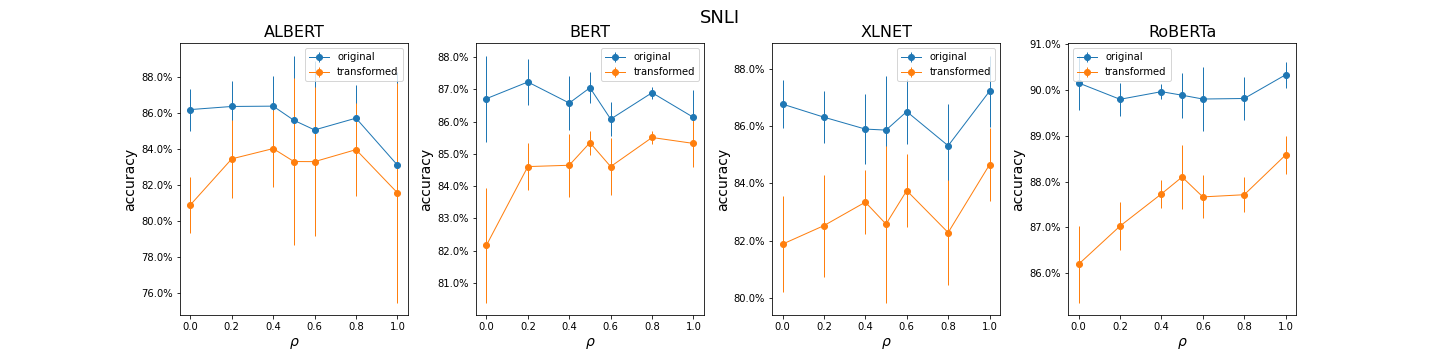 SNLI
ALBERT
original
transformed
88.0%
86.0%
84.0%
82.0%
80.0%
78.0%
76.0%
accuracy
0.0 0.2 0.4 0.6 0.8 1.0
ρ
BERT
original
transformed
88.0%
87.0%
86.0%
85.0%
84.0%
83.0%
82.0%
81.0%
accuracy
0.0 0.2 0.4 0.6 0.8 1.0
ρ
XLNET
original
transformed
88.0%
86.0%
84.0%
82.0%
80.0%
accuracy
0.0 0.2 0.4 0.6 0.8 1.0
ρ
RoBERTa
original
transformed
91.0%
90.0%
89.0%
88.0%
87.0%
86.0%
accuracy
0.0 0.2 0.4 0.6 0.8 1.0
ρ